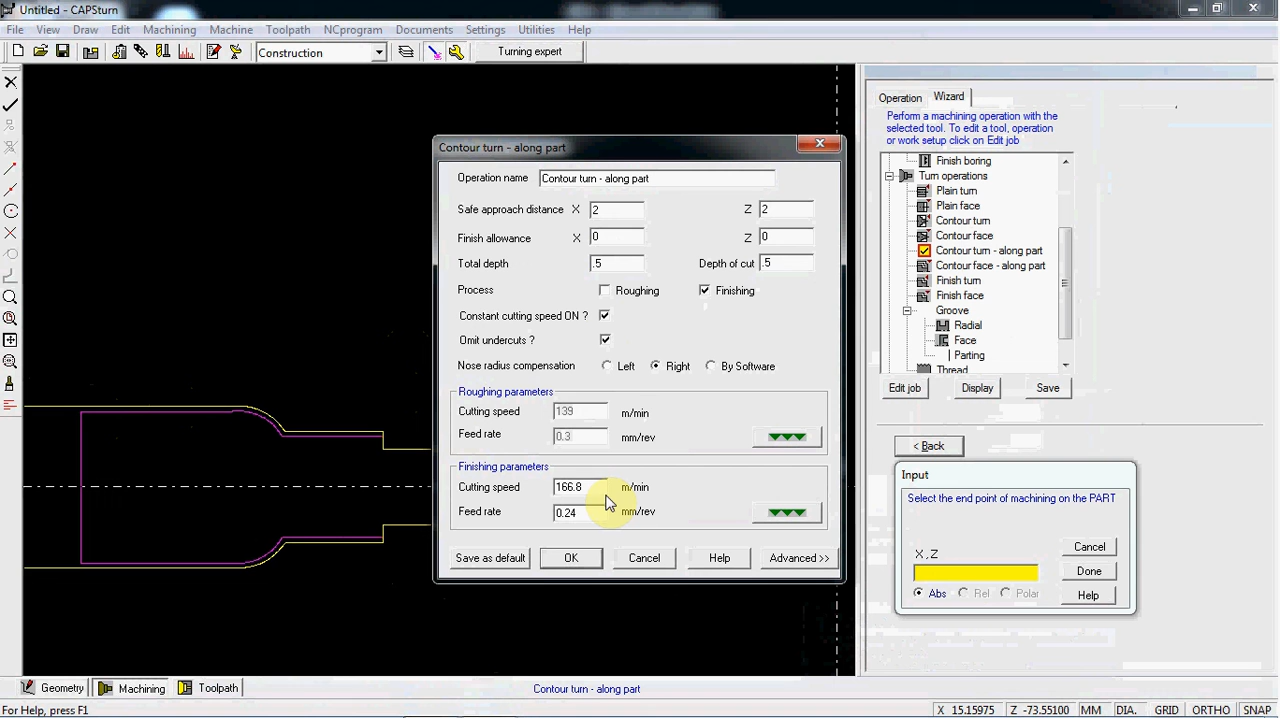 Untitled - CAPSturn
File View Draw Edit Machining Machine Toolpath NCprogram Documents Settings Utilities Help
Construction Turning expert
Operation Wizard
Perform a machining operation with the
selected tool. To edit a tool, operation
or work setup click on Edit job
Finish boring
Turn operations
Plain turn
Plain face
Contour turn
Contour face
Contour turn - along part
Contour face - along part
Finish turn
Finish face
Groove
Radial
Face
Parting
Thread
Edit job Display Save
< Back
Input
Select the end point of machining on the PART
X , Z
Cancel
Done
Abs Rel Polar Help
Contour turn - along part
Operation name Contour turn - along part
Safe approach distance X 2 Z 2
Finish allowance X 0 Z 0
Total depth .5 Depth of cut .5
Process Roughing Finishing
Constant cutting speed ON ?
Omit undercuts ?
Nose radius compensation Left Right By Software
Roughing parameters
Cutting speed 139 m/min
Feed rate 0.3 mm/rev
Finishing parameters
Cutting speed 166.8 m/min
Feed rate 0.24 mm/rev
Save as default OK Cancel Help Advanced >>
Geometry Machining Toolpath Contour turn - along part
For Help, press F1 X 15.15975 Z -73.55100 MM DIA. GRID ORTHO SNAP